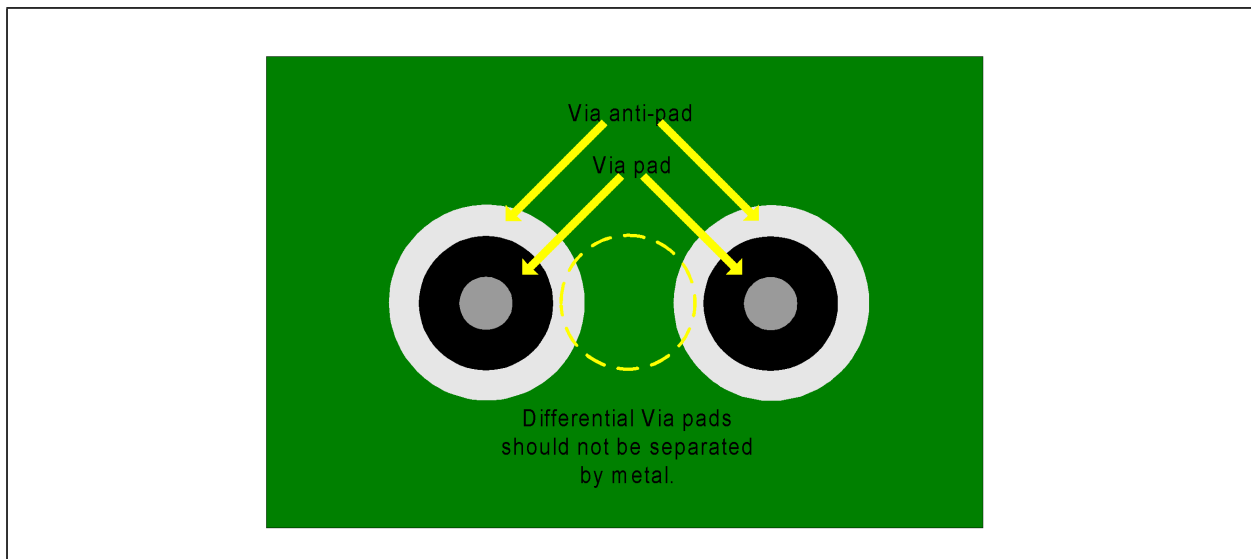 Via anti-pad
Via pad
Differential Via pads
should not be separated
by metal.